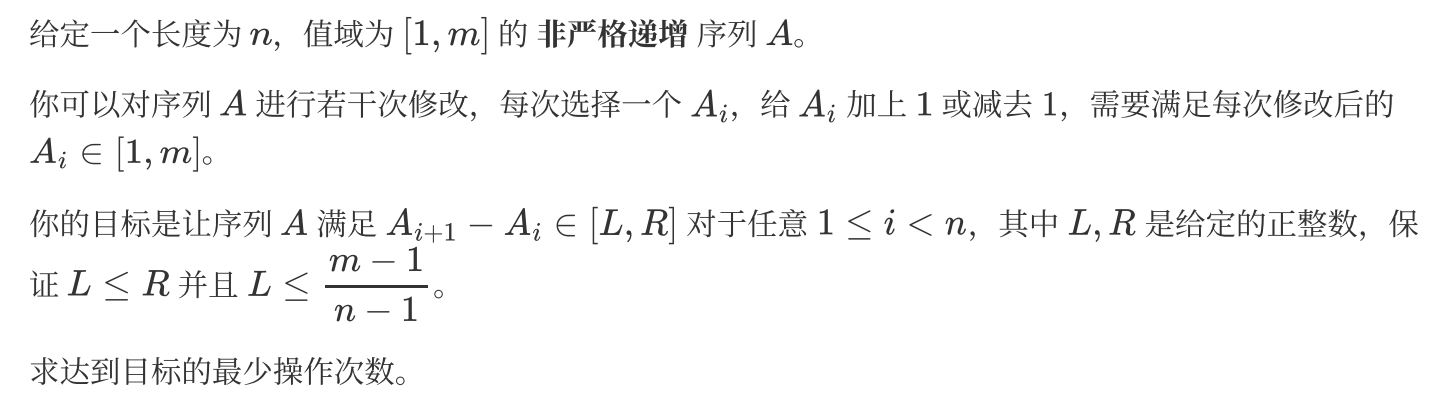 给定一个长度为 $n$，值域为 $[1, m]$ 的 非严格递增 序列 $A$。
你可以对序列 $A$ 进行若干次修改，每次选择一个 $A_i$，给 $A_i$ 加上 $1$ 或减去 $1$，需要满足每次修改后的
$A_i \in [1, m]$。
你的目标是让序列 $A$ 满足 $A_{i+1} - A_i \in [L, R]$ 对于任意 $1 \leq i < n$，其中 $L, R$ 是给定的正整数，保
证 $L \leq R$ 并且 $L \leq \dfrac{m-1}{n-1}$。
求达到目标的最少操作次数。